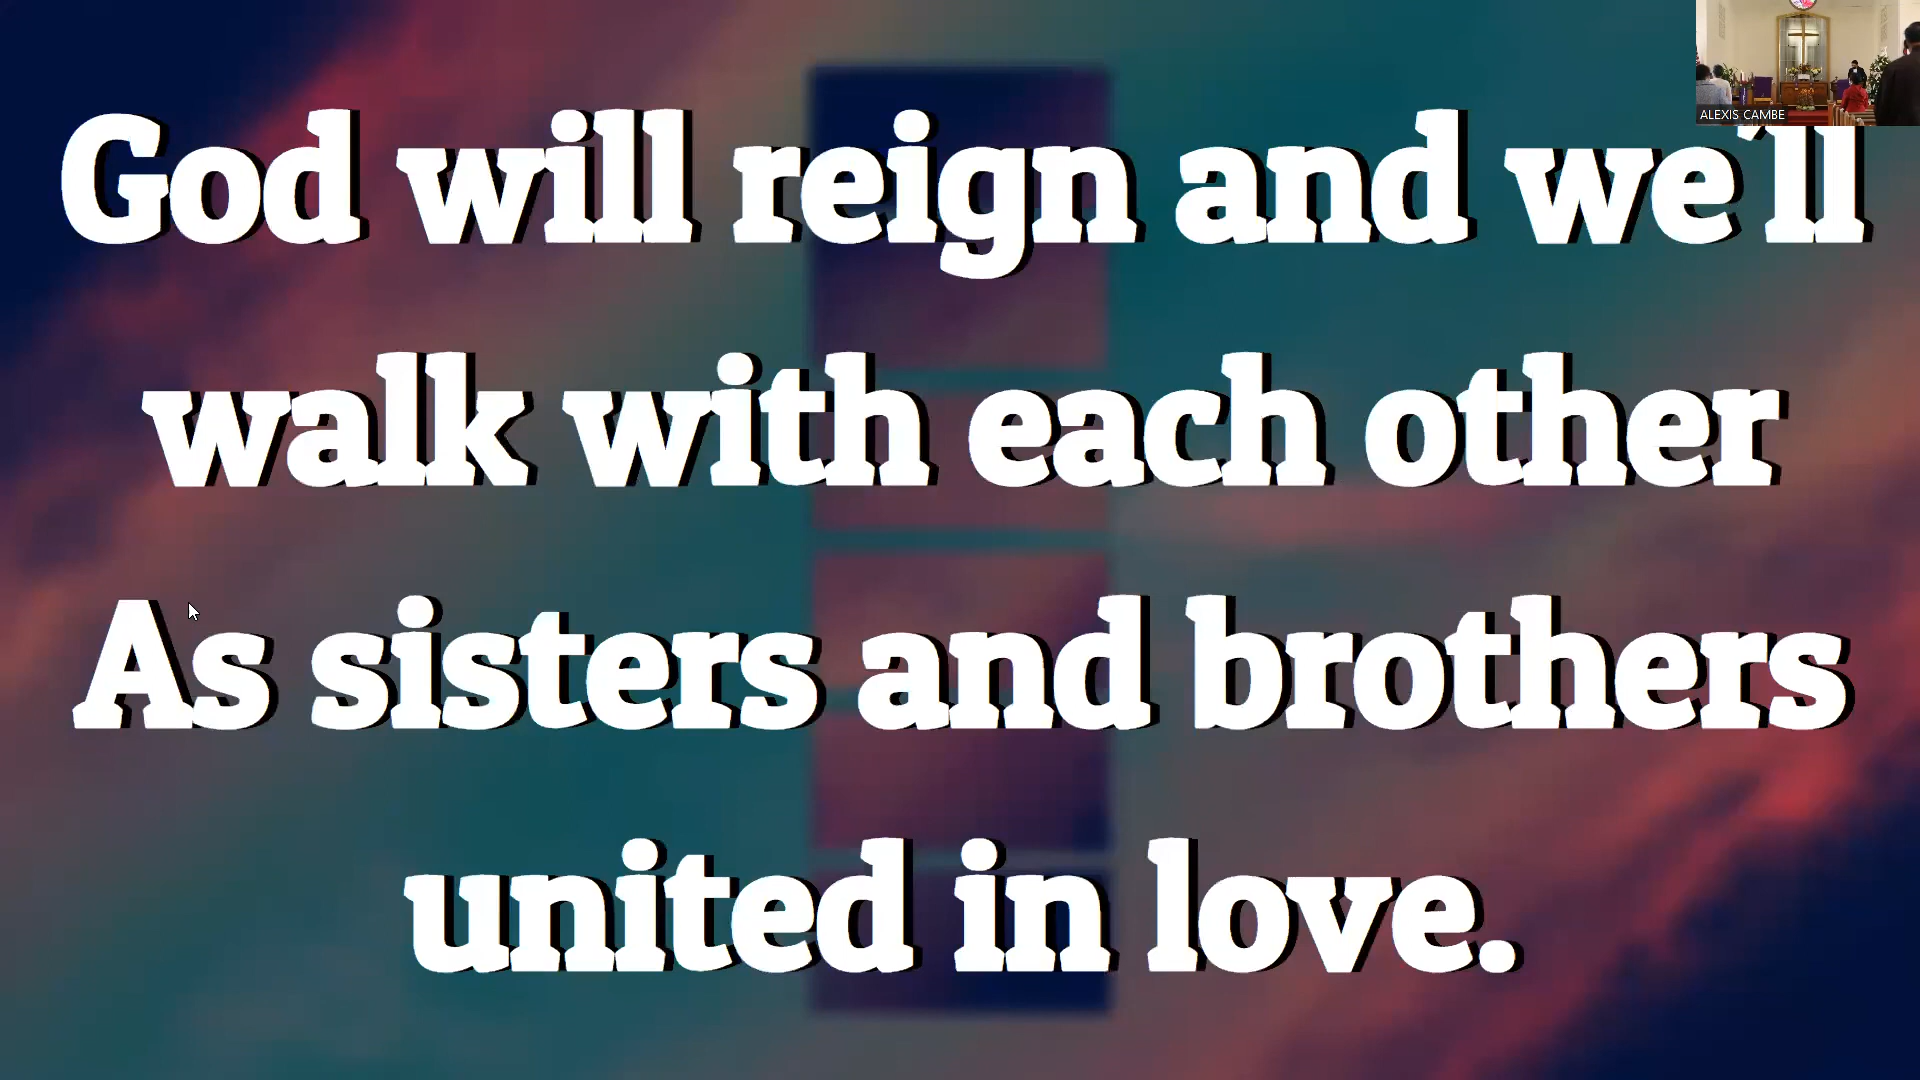 ALEXIS CAMBE
God will reign and we'll
walk with each other
As sisters and brothers
united in love.